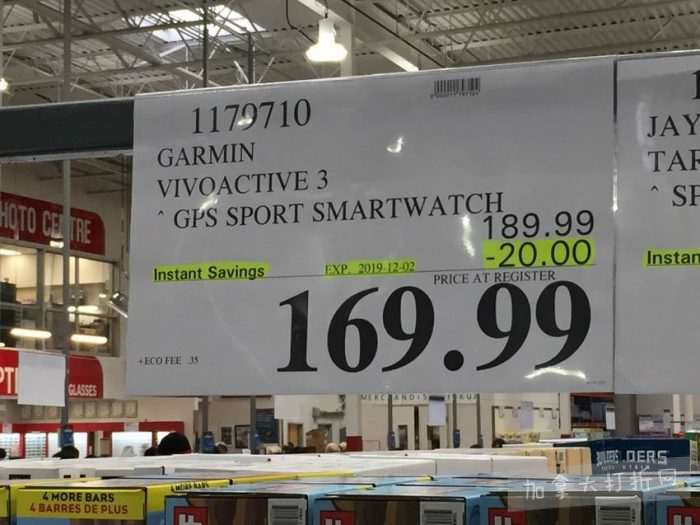 1179710
GARMIN
VIVOACTIVE 3
^ GPS SPORT SMARTWATCH
189.99
-20.00
Instant Savings
EXP. 2019-12-02
PRICE AT REGISTER
169.99
+ECO FEE .35
JAY
TAR
^ SP
Instan
HOTO CENTRE
PTI
GLASSES
4 MORE BARS
4 BARRES DE PLUS
加拿大打折网